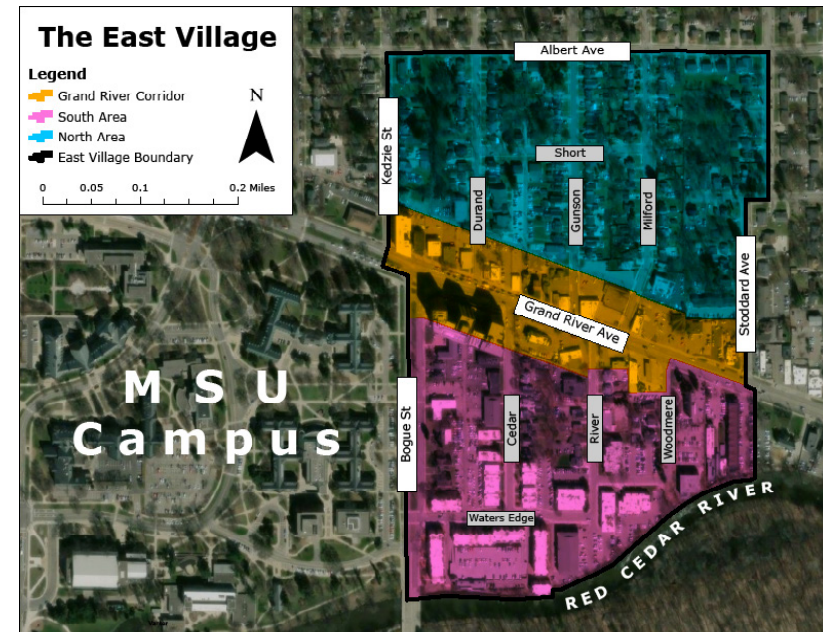 The East Village
Legend
Grand River Corridor
South Area
North Area
East Village Boundary
N
0 0.05 0.1 0.2 Miles
Albert Ave
Kedzie St
Short
Durand
Gunson
Milford
Stoddard Ave
Grand River Ave
MSU
Campus
Bogue St
Cedar
River
Woodmere
Waters Edge
RED CEDAR RIVER